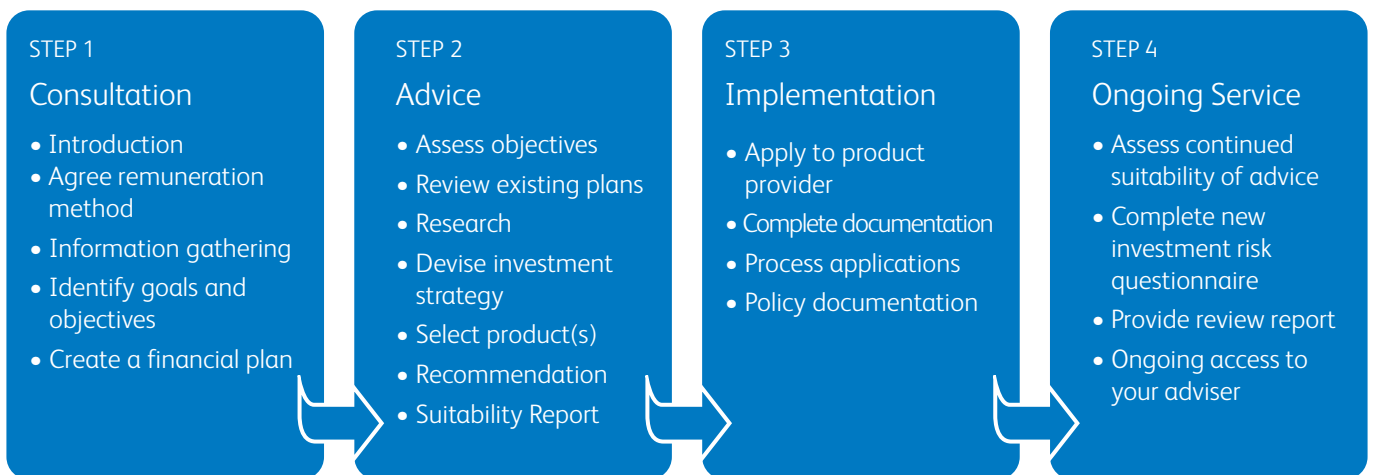 STEP 1
Consultation
• Introduction
• Agree remuneration
method
• Information gathering
• Identify goals and
objectives
• Create a financial plan
STEP 2
Advice
• Assess objectives
• Review existing plans
• Research
• Devise investment
strategy
• Select product(s)
• Recommendation
• Suitability Report
STEP 3
Implementation
• Apply to product
provider
• Complete documentation
• Process applications
• Policy documentation
STEP 4
Ongoing Service
• Assess continued
suitability of advice
• Complete new
investment risk
questionnaire
• Provide review report
• Ongoing access to
your adviser